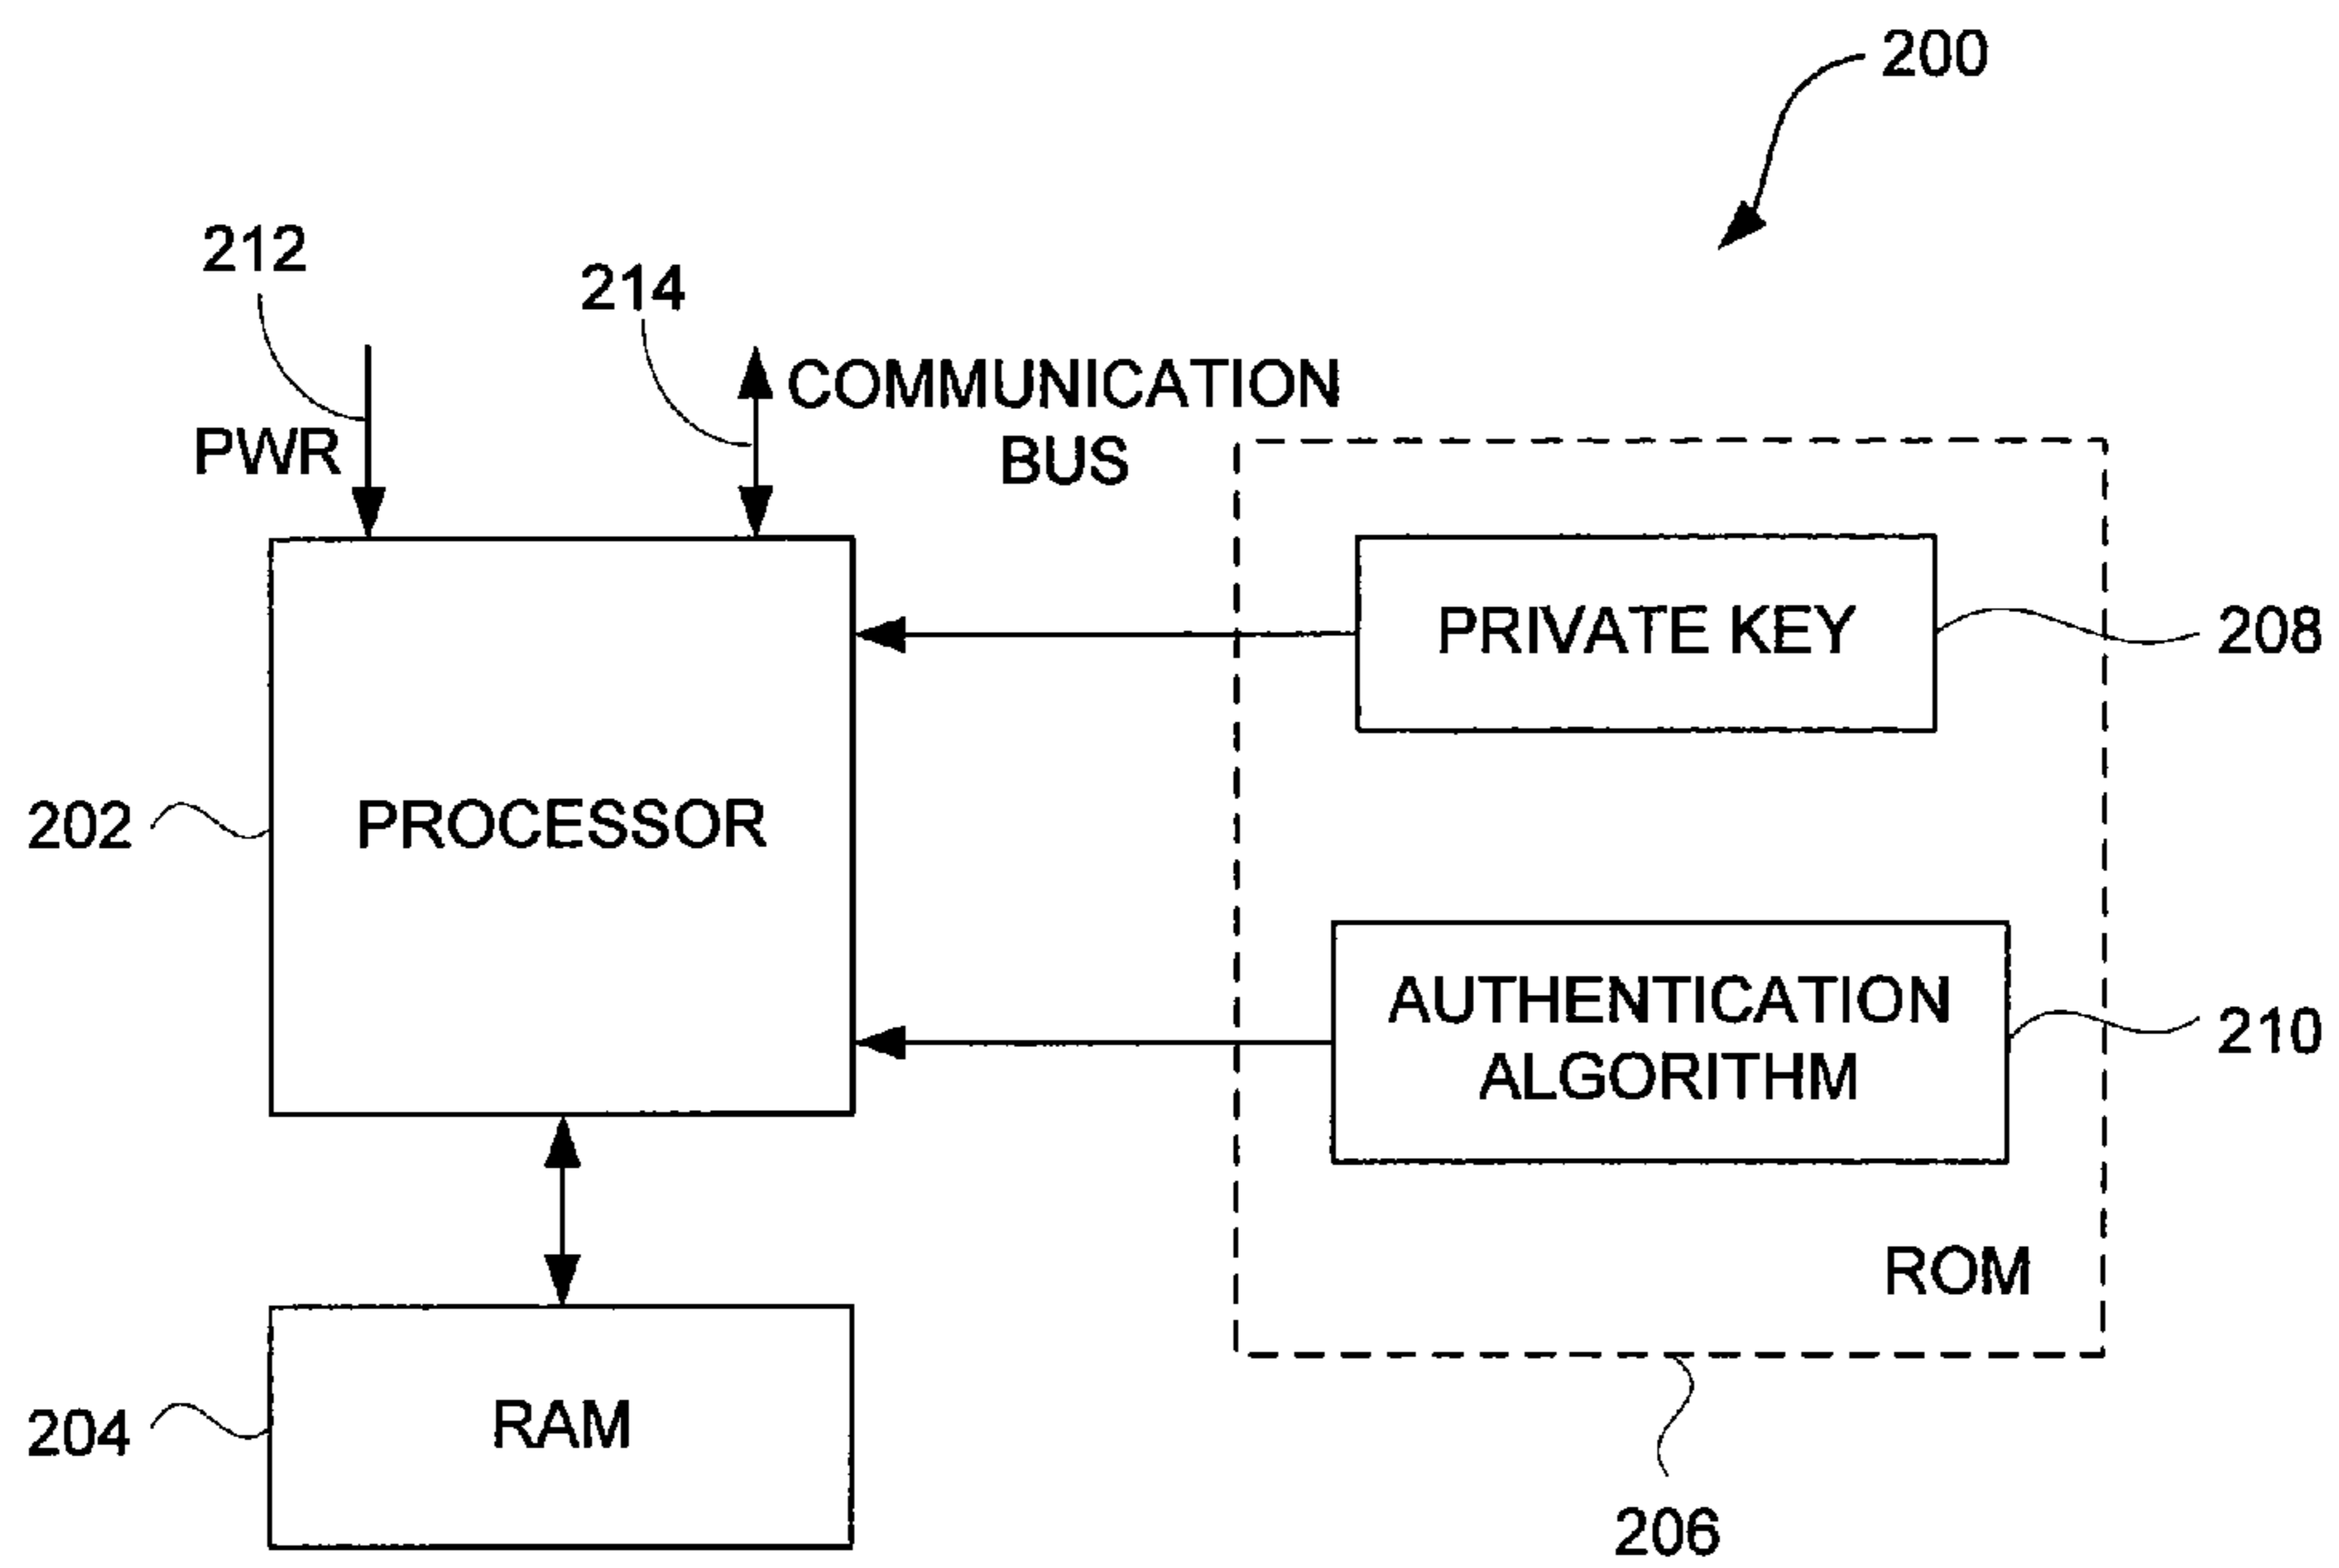 200
212
214
COMMUNICATION
BUS
PWR
PRIVATE KEY
208
202
PROCESSOR
AUTHENTICATION
ALGORITHM
210
ROM
204
RAM
206